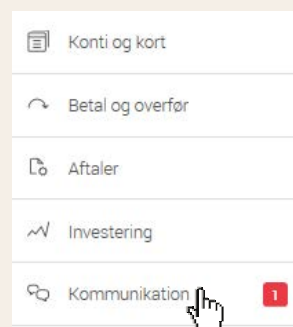 Konti og kort
Betal og overfør
Aftaler
Investering
Kommunikation 1